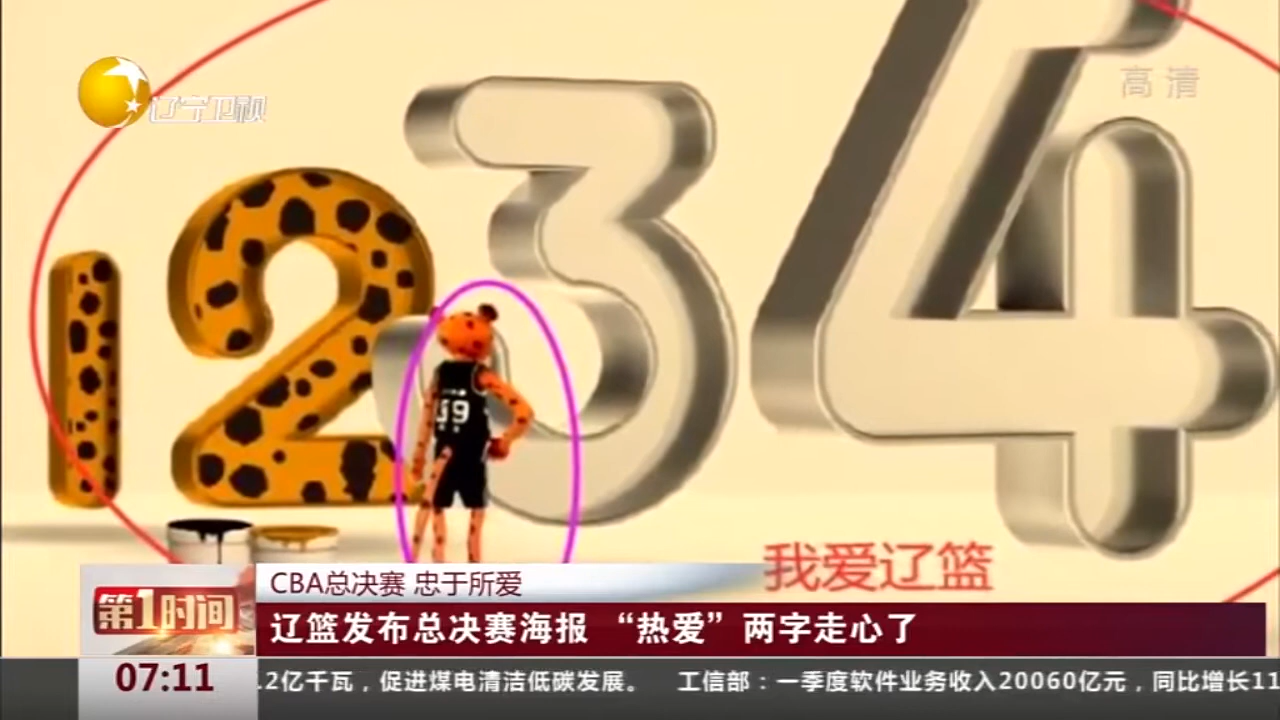 辽宁卫视
高清
1234
09
我爱辽篮
CBA总决赛 忠于所爱
第1时间
辽篮发布总决赛海报 “热爱”两字走心了
07:11
.2亿千瓦，促进煤电清洁低碳发展。 工信部：一季度软件业务收入20060亿元，同比增长11